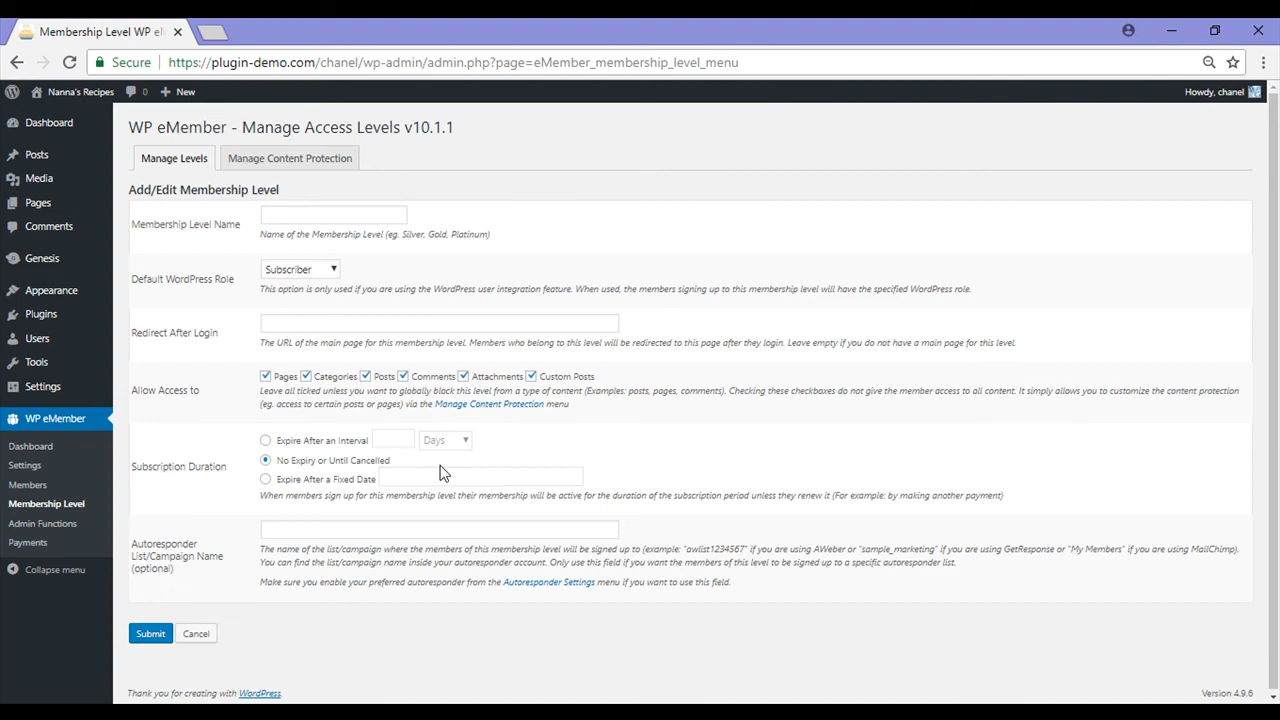 Membership Level WP eM
Secure https://plugin-demo.com/chanel/wp-admin/admin.php?page=eMember_membership_level_menu
Nanna's Recipes 0 New Howdy, chanel
Dashboard
Posts
Media
Pages
Comments
Genesis
Appearance
Plugins
Users
Tools
Settings
WP eMember
Dashboard
Settings
Members
Membership Level
Admin Functions
Payments
Collapse menu
WP eMember - Manage Access Levels v10.1.1
Manage Levels Manage Content Protection
Add/Edit Membership Level
Membership Level Name
Name of the Membership Level (eg. Silver, Gold, Platinum)
Default WordPress Role Subscriber
This option is only used if you are using the WordPress user integration feature. When used, the members signing up to this membership level will have the specified WordPress role.
Redirect After Login
The URL of the main page for this membership level. Members who belong to this level will be redirected to this page after they login. Leave empty if you do not have a main page for this level.
Allow Access to Pages Categories Posts Comments Attachments Custom Posts
Leave all ticked unless you want to globally block this level from a type of content (Examples: posts, pages, comments). Checking these checkboxes do not give the member access to all content. It simply allows you to customize the content protection
(eg. access to certain posts or pages) via the Manage Content Protection menu
Subscription Duration
Expire After an Interval Days
No Expiry or Until Cancelled
Expire After a Fixed Date
When members sign up for this membership level their membership will be active for the duration of the subscription period unless they renew it (For example: by making another payment)
Autoresponder
List/Campaign Name
(optional)
The name of the list/campaign where the members of this membership level will be signed up to (example: "awlist1234567" if you are using AWeber or "sample_marketing" if you are using GetResponse or "My Members" if you are using MailChimp).
You can find the list/campaign name inside your autoresponder account. Only use this field if you want the members of this level to be signed up to a specific autoresponder list.
Make sure you enable your preferred autoresponder from the Autoresponder Settings menu if you want to use this field.
Submit Cancel
Thank you for creating with WordPress. Version 4.9.6